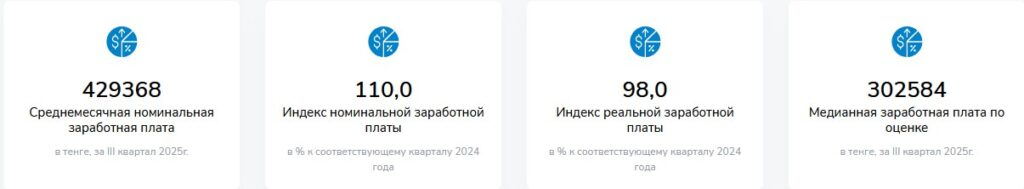 429368
Среднемесячная номинальная
заработная плата
в тенге, за III квартал 2025г.
110,0
Индекс номинальной заработной
платы
в % к соответствующему кварталу 2024
года
98,0
Индекс реальной заработной
платы
в % к соответствующему кварталу 2024
года
302584
Медианная заработная плата по
оценке
в тенге, за III квартал 2025г.